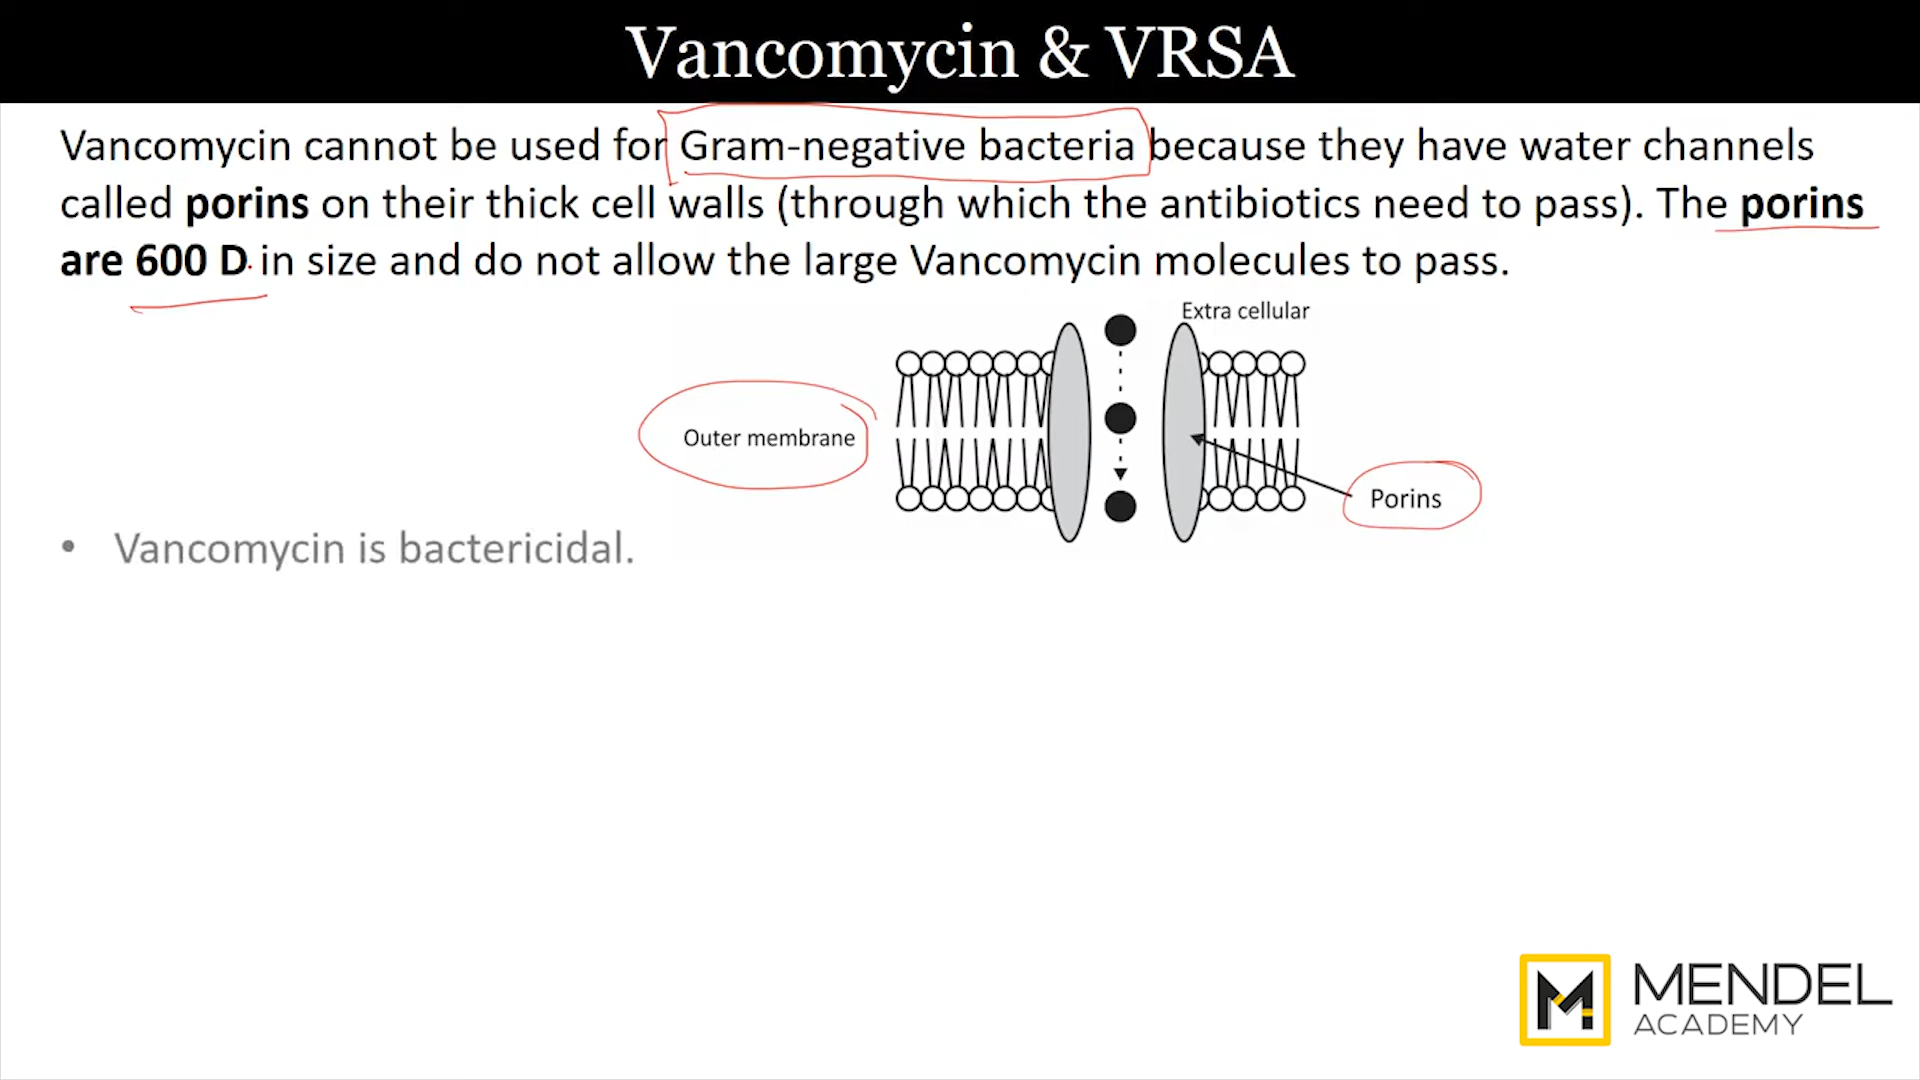 Vancomycin & VRSA
Vancomycin cannot be used for Gram-negative bacteria because they have water channels
called porins on their thick cell walls (through which the antibiotics need to pass). The porins
are 600 D in size and do not allow the large Vancomycin molecules to pass.
Extra cellular
Outer membrane
Porins
• Vancomycin is bactericidal.
MENDEL
ACADEMY